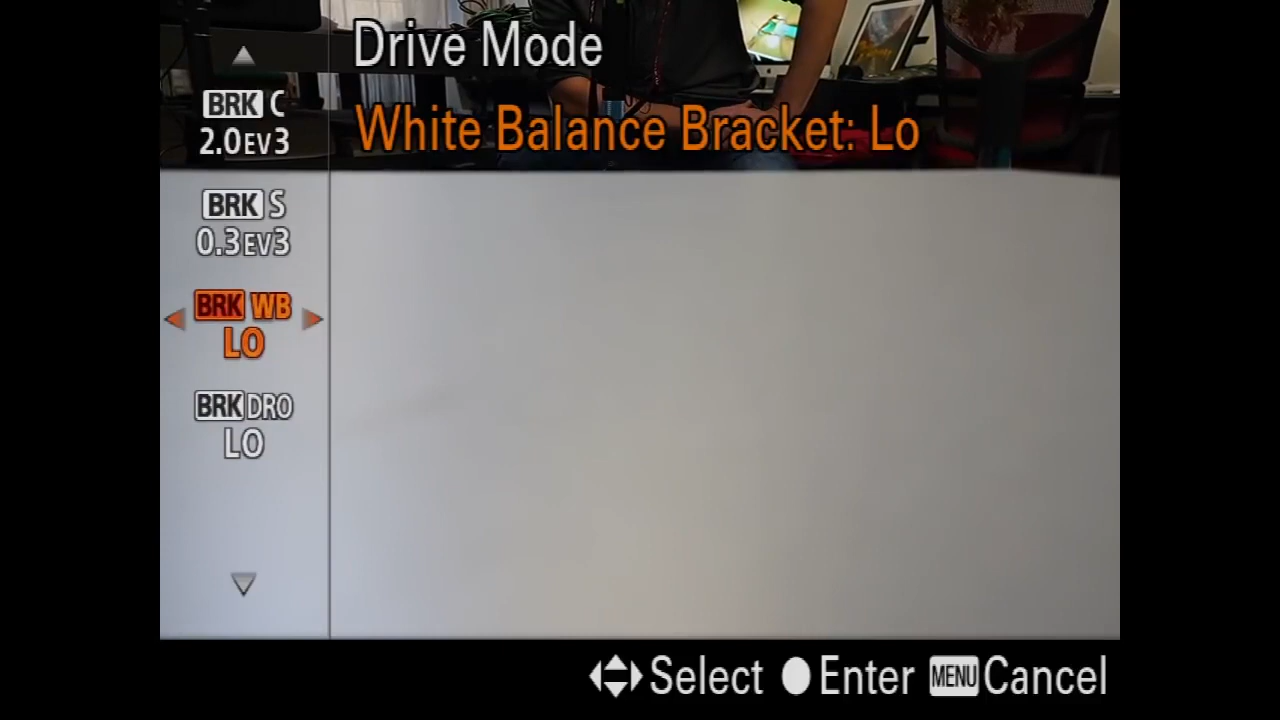 Drive Mode
White Balance Bracket: Lo
BRK C
2.0EV3
BRK S
0.3EV3
BRK WB
LO
BRK DRO
LO
Select Enter MENU Cancel